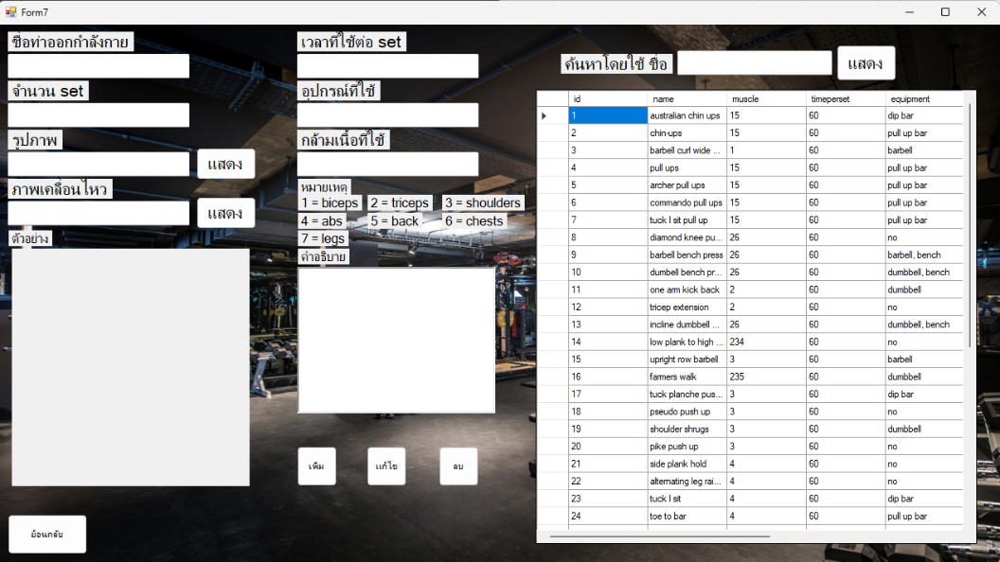 Form7
ชื่อท่าออกกำลังกาย
จำนวน set
รูปภาพ
แสดง
ภาพเคลื่อนไหว
แสดง
ตัวอย่าง
ย้อนกลับ
เวลาที่ใช้ต่อ set
อุปกรณ์ที่ใช้
กล้ามเนื้อที่ใช้
หมายเหตุ
1 = biceps 2 = triceps 3 = shoulders
4 = abs 5 = back 6 = chests
7 = legs
คำอธิบาย
เพิ่ม แก้ไข ลบ
ค้นหาโดยใช้ ชื่อ แสดง
id name muscle timeperset equipment
1 australian chin ups 15 60 dip bar
2 chin-ups 15 60 pull up bar
3 barbell curl wide ... 1 60 barbell
4 pull ups 15 60 pull up bar
5 archer pull ups 15 60 pull up bar
6 commando pull ups 15 60 pull up bar
7 tuck l sit pull up 15 60 pull up bar
8 diamond knee pu... 26 60 no
9 barbell bench press 26 60 barbell, bench
10 dumbell bench pr... 26 60 dumbbell, bench
11 one arm kick back 2 60 dumbbell
12 tricep extension 2 60 no
13 incline dumbbell ... 26 60 dumbbell, bench
14 low plank to high ... 234 60 no
15 upright row barbell 3 60 barbell
16 farmers walk 235 60 dumbbell
17 tuck planche pus... 3 60 dip bar
18 pseudo push up 3 60 no
19 shoulder shrugs 3 60 dumbbell
20 pike push up 3 60 no
21 side plank hold 4 60 no
22 alternating leg rai... 4 60 no
23 tuck l sit 4 60 dip bar
24 toe to bar 4 60 pull up bar